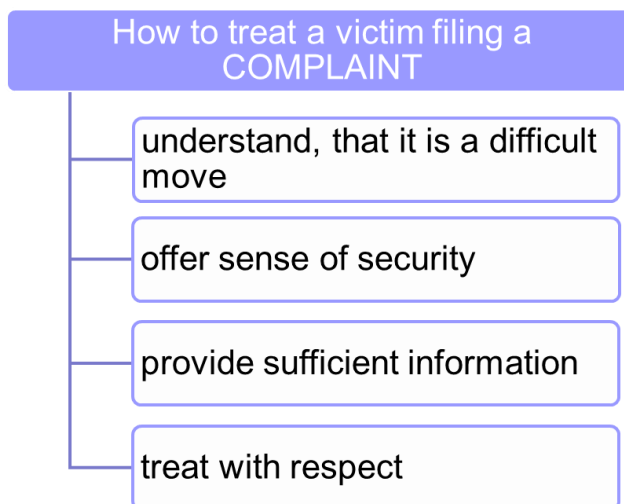 How to treat a victim filing a
COMPLAINT
understand, that it is a difficult
move
offer sense of security
provide sufficient information
treat with respect